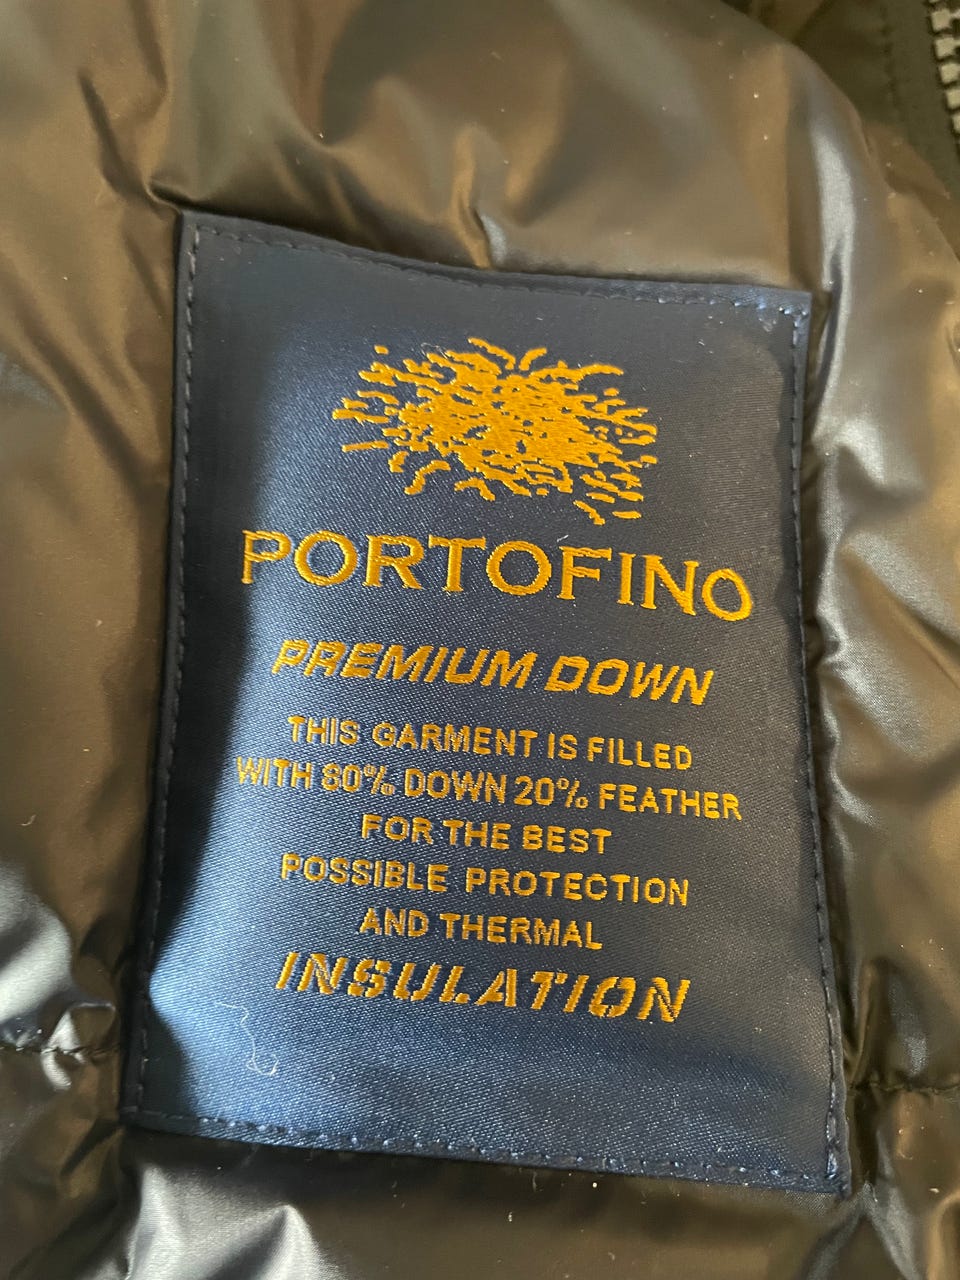 PORTOFINO
PREMIUM DOWN
THIS GARMENT IS FILLED
WITH 80% DOWN 20% FEATHER
FOR THE BEST
POSSIBLE PROTECTION
AND THERMAL
INSULATION